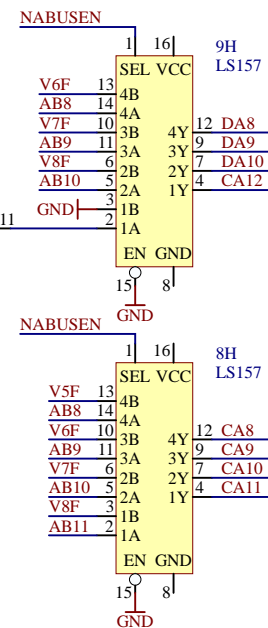 NABUSEN
1 16 9H
SEL VCC LS157
V6F 13 4B
AB8 14 4A
V7F 10 3B 4Y 12 DA8
AB9 11 3A 3Y 9 DA9
V8F 6 2B 2Y 7 DA10
AB10 5 2A 1Y 4 CA12
GND 3 1B
11 2 1A
EN GND
15 8
GND
NABUSEN
1 16 8H
SEL VCC LS157
V5F 13 4B
AB8 14 4A
V6F 10 3B 4Y 12 CA8
AB9 11 3A 3Y 9 CA9
V7F 6 2B 2Y 7 CA10
AB10 5 2A 1Y 4 CA11
V8F 3 1B
AB11 2 1A
EN GND
15 8
GND